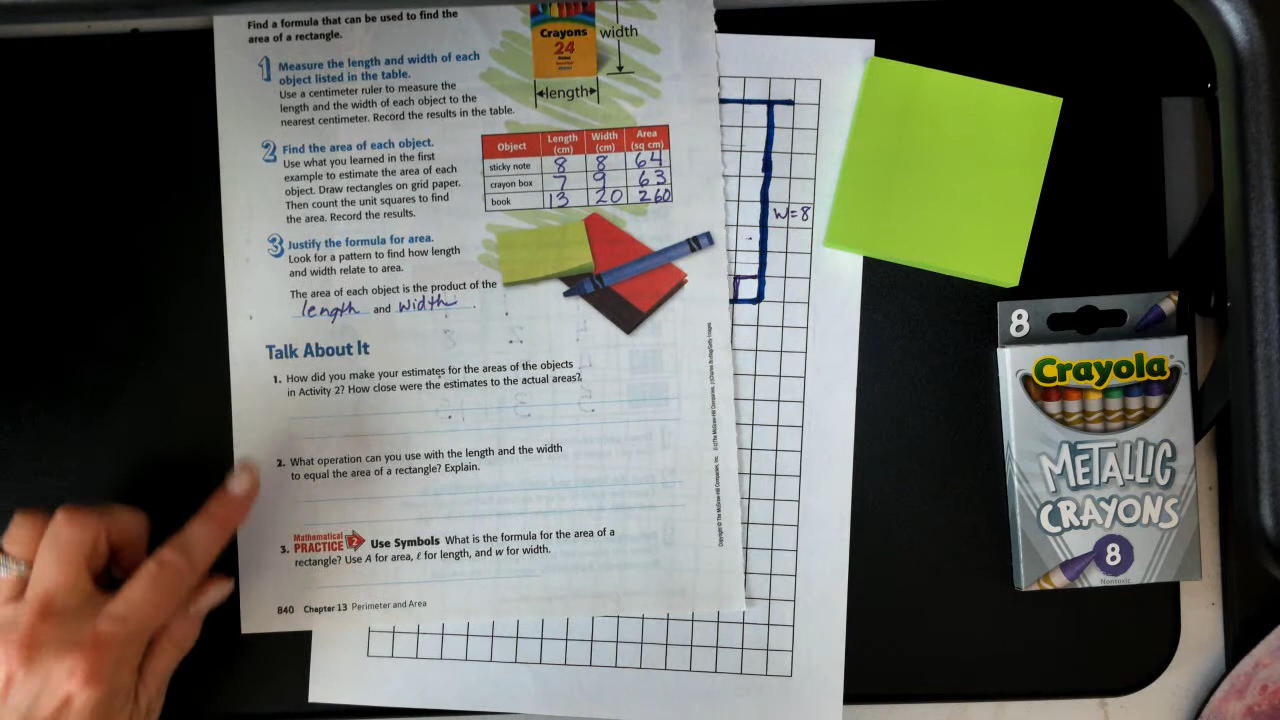 Find a formula that can be used to find the
area of a rectangle.
Crayons
24
width
length
1 Measure the length and width of each
object listed in the table.
Use a centimeter ruler to measure the
length and the width of each object to the
nearest centimeter. Record the results in the table.
2 Find the area of each object.
Use what you learned in the first
example to estimate the area of each
object. Draw rectangles on grid paper.
Then count the unit squares to find
the area. Record the results.
Object Length (cm) Width (cm) Area (sq cm)
sticky note 8 8 64
crayon box 7 9 63
book 13 20 260
W=8
3 Justify the formula for area.
Look for a pattern to find how length
and width relate to area.
The area of each object is the product of the
length and width.
Talk About It
1. How did you make your estimates for the areas of the objects
in Activity 2? How close were the estimates to the actual areas?
2. What operation can you use with the length and the width
to equal the area of a rectangle? Explain.
3. Mathematical PRACTICE 2 Use Symbols What is the formula for the area of a
rectangle? Use A for area, ℓ for length, and w for width.
840 Chapter 13 Perimeter and Area
8
Crayola
METALLIC
CRAYONS
8
Nontoxic